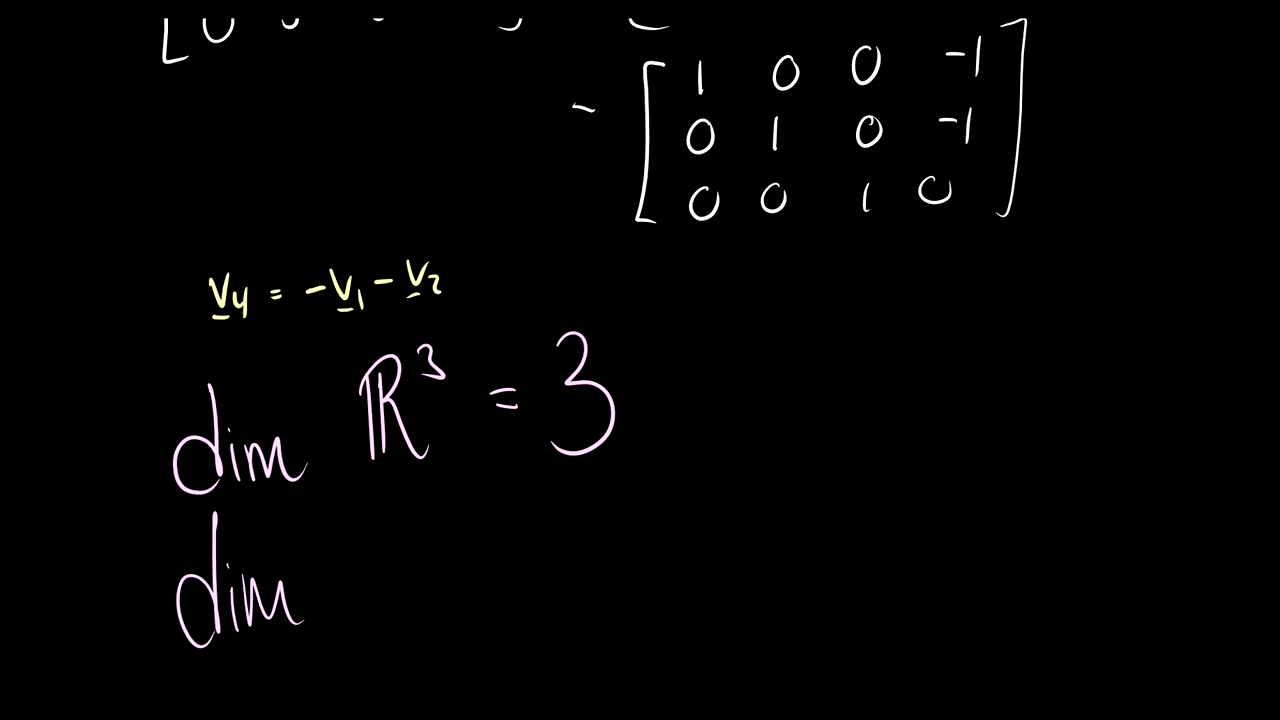 ~ [ 1 0 0 -1
0 1 0 -1
0 0 1 0 ]
v4 = -v1 - v2
dim ℝ³ = 3
dim